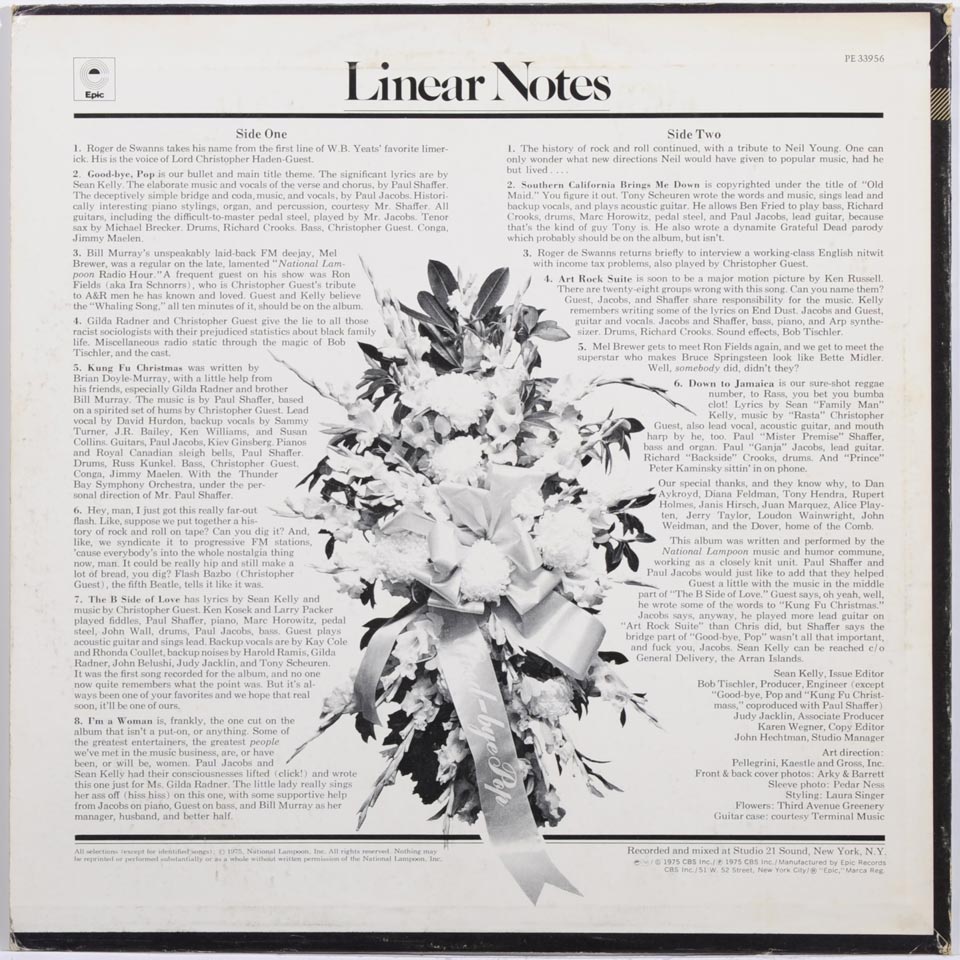 Epic
Linear Notes
PE 33956
Side One
1. Roger de Swanns takes his name from the first line of W.B. Yeats' favorite limer-
ick. His is the voice of Lord Christopher Haden-Guest.
2. Good-bye, Pop is our bullet and main title theme. The significant lyrics are by
Sean Kelly. The elaborate music and vocals of the verse and chorus, by Paul Shaffer.
The deceptively simple bridge and coda, music, and vocals, by Paul Jacobs. Histori-
cally interesting piano stylings, organ, and percussion, courtesy Mr. Shaffer. All
guitars, including the difficult-to-master pedal steel, played by Mr. Jacobs. Tenor
sax by Michael Brecker. Drums, Richard Crooks. Bass, Christopher Guest. Conga,
Jimmy Maelen.
3. Bill Murray's unspeakably laid-back FM deejay, Mel
Brewer, was a regular on the late, lamented "National Lam-
poon Radio Hour." A frequent guest on his show was Ron
Fields (aka Ira Schnorrs), who is Christopher Guest's tribute
to A&R men he has known and loved. Guest and Kelly believe
the "Whaling Song," all ten minutes of it, should be on the album.
4. Gilda Radner and Christopher Guest give the lie to all those
racist sociologists with their prejudiced statistics about black family
life. Miscellaneous radio static through the magic of Bob
Tischler, and the cast.
5. Kung Fu Christmas was written by
Brian Doyle-Murray, with a little help from
his friends, especially Gilda Radner and brother
Bill Murray. The music is by Paul Shaffer, based
on a spirited set of hums by Christopher Guest. Lead
vocal by David Hurdon, backup vocals by Sammy
Turner, J.R. Bailey, Ken Williams, and Susan
Collins. Guitars, Paul Jacobs, Kiev Ginsberg. Pianos
and Royal Canadian sleigh bells, Paul Shaffer.
Drums, Russ Kunkel. Bass, Christopher Guest,
Conga, Jimmy Maelen. With the Thunder
Bay Symphony Orchestra, under the per-
sonal direction of Mr. Paul Shaffer.
6. Hey, man, I just got this really far-out
flash. Like, suppose we put together a his-
tory of rock and roll on tape? Can you dig it? And,
like, we syndicate it to progressive FM stations,
'cause everybody's into the whole nostalgia thing
now, man. It could be really hip and still make a
lot of bread, you dig? Flash Bazbo (Christopher
Guest), the fifth Beatle, tells it like it was.
7. The B Side of Love has lyrics by Sean Kelly and
music by Christopher Guest. Ken Kosek and Larry Packer
played fiddles, Paul Shaffer, piano, Marc Horowitz, pedal
steel, John Wall, drums, Paul Jacobs, bass. Guest plays
acoustic guitar and sings lead. Backup vocals are by Kay Cole
and Rhonda Coullet, backup noises by Harold Ramis, Gilda
Radner, John Belushi, Judy Jacklin, and Tony Scheuren.
It was the first song recorded for the album, and no one
now quite remembers what the point was. But it's al-
ways been one of your favorites and we hope that real
soon, it'll be one of ours.
8. I'm a Woman is, frankly, the one cut on the
album that isn't a put-on, or anything. Some of
the greatest entertainers, the greatest people
we've met in the music business, are, or have
been, or will be, women. Paul Jacobs and
Sean Kelly had their consciousnesses lifted (click!) and wrote
this one just for Ms. Gilda Radner. The little lady really sings
her ass off (hiss hiss) on this one, with some supportive help
from Jacobs on piano, Guest on bass, and Bill Murray as her
manager, husband, and better half.
Side Two
1. The history of rock and roll continued, with a tribute to Neil Young. One can
only wonder what new directions Neil would have given to popular music, had he
but lived . . . .
2. Southern California Brings Me Down is copyrighted under the title of "Old
Maid." You figure it out. Tony Scheuren wrote the words and music, sings lead and
backup vocals, and plays acoustic guitar. He allows Ben Fried to play bass, Richard
Crooks, drums, Marc Horowitz, pedal steel, and Paul Jacobs, lead guitar, because
that's the kind of guy Tony is. He also wrote a dynamite Grateful Dead parody
which probably should be on the album, but isn't.
3. Roger de Swanns returns briefly to interview a working-class English nitwit
with income tax problems, also played by Christopher Guest.
4. Art Rock Suite is soon to be a major motion picture by Ken Russell.
There are twenty-eight groups wrong with this song. Can you name them?
Guest, Jacobs, and Shaffer share responsibility for the music. Kelly
remembers writing some of the lyrics on End Dust. Jacobs and Guest,
guitar and vocals. Jacobs and Shaffer, bass, piano, and Arp synthe-
sizer. Drums, Richard Crooks. Sound effects, Bob Tischler.
5. Mel Brewer gets to meet Ron Fields again, and we get to meet the
superstar who makes Bruce Springsteen look like Bette Midler.
Well, somebody did, didn't they?
6. Down to Jamaica is our sure-shot reggae
number, to Rass, you bet you bumba
clot! Lyrics by Sean "Family Man"
Kelly, music by "Rasta" Christopher
Guest, also lead vocal, acoustic guitar, and mouth
harp by he, too. Paul "Mister Premise" Shaffer,
bass and organ. Paul "Ganja" Jacobs, lead guitar.
Richard "Backside" Crooks, drums. And "Prince"
Peter Kaminsky sittin' in on phone.
Our special thanks, and they know why, to Dan
Aykroyd, Diana Feldman, Tony Hendra, Rupert
Holmes, Janis Hirsch, Juan Marquez, Alice Play-
ten, Jerry Taylor, Loudon Wainwright, John
Weidman, and the Dover, home of the Comb.
This album was written and performed by the
National Lampoon music and humor commune,
working as a closely knit unit. Paul Shaffer and
Paul Jacobs would just like to add that they helped
Guest a little with the music in the middle
part of "The B Side of Love." Guest says, oh yeah, well,
he wrote some of the words to "Kung Fu Christmas."
Jacobs says, anyway, he played more lead guitar on
"Art Rock Suite" than Chris did, but Shaffer says the
bridge part of "Good-bye, Pop" wasn't all that important,
and fuck you, Jacobs. Sean Kelly can be reached c/o
General Delivery, the Arran Islands.
Sean Kelly, Issue Editor
Bob Tischler, Producer, Engineer (except
"Good-bye, Pop and "Kung Fu Christ-
mass," coproduced with Paul Shaffer)
Judy Jacklin, Associate Producer
Karen Wegner, Copy Editor
John Hechtman, Studio Manager
Art direction:
Pellegrini, Kaestle and Gross, Inc.
Front & back cover photos: Arky & Barrett
Sleeve photo: Pedar Ness
Styling: Laura Singer
Flowers: Third Avenue Greenery
Guitar case: courtesy Terminal Music
Good-bye Pop
All selections (except for identified songs); © 1975, National Lampoon, Inc. All rights reserved. Nothing may
be reprinted or performed substantially or as a whole without written permission of the National Lampoon, Inc.
Recorded and mixed at Studio 21 Sound, New York, N.Y.
© 1975 CBS Inc./℗ 1975 CBS Inc./Manufactured by Epic Records
CBS Inc./51 W. 52 Street, New York City/® "Epic," Marca Reg.